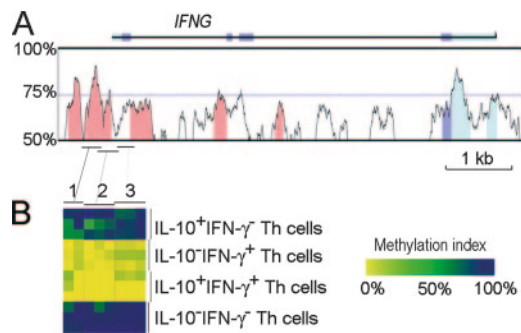 A
IFNG
100%
75%
50%
1 kb
1 2 3
B
IL-10⁺IFN-γ⁻ Th cells
IL-10⁻IFN-γ⁺ Th cells
IL-10⁺IFN-γ⁺ Th cells
IL-10⁻IFN-γ⁻ Th cells
Methylation index
0% 50% 100%